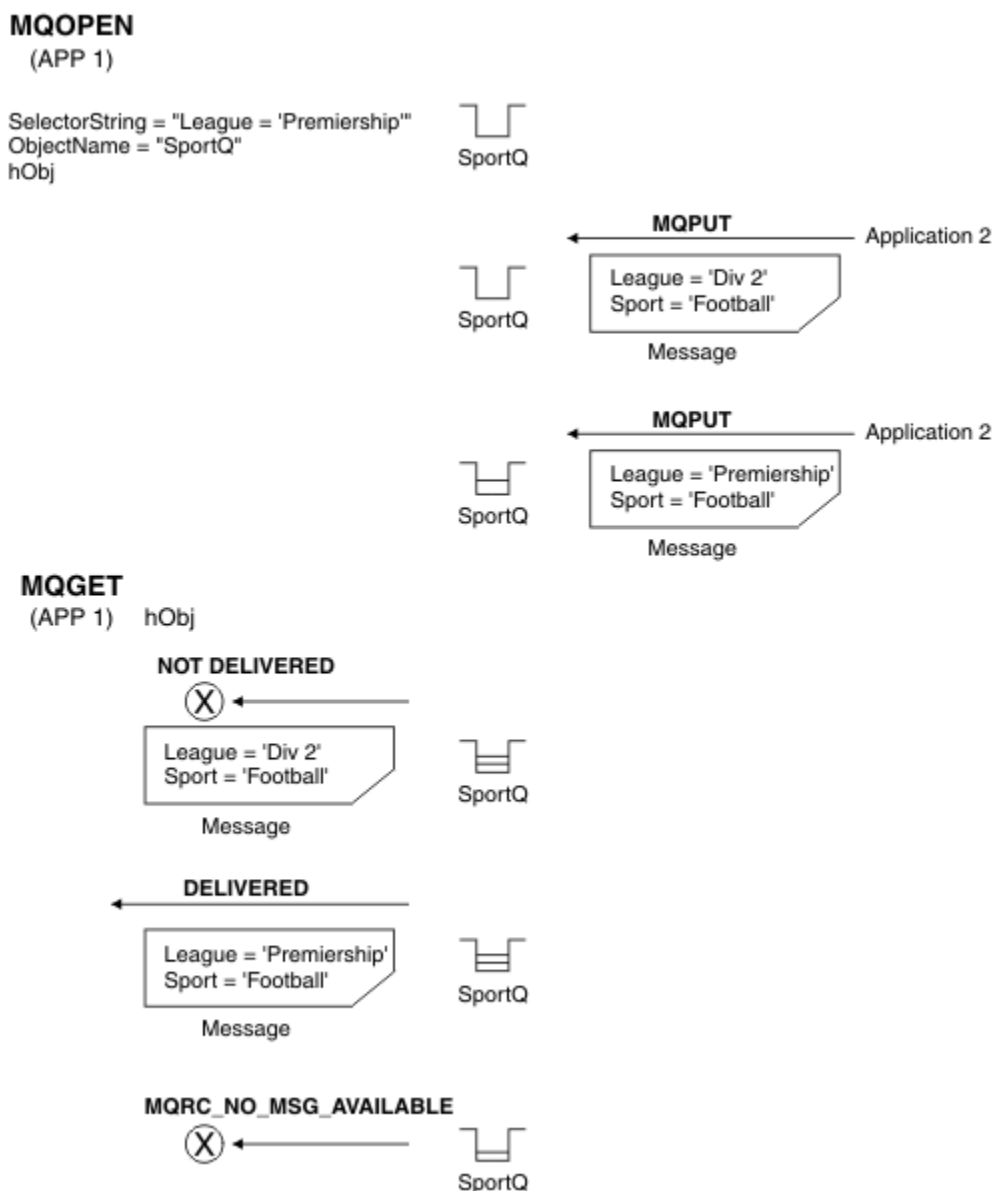 MQOPEN
(APP 1)
SelectorString = "League = 'Premiership'"
ObjectName = "SportQ"
hObj
SportQ
MQPUT
Application 2
League = 'Div 2'
Sport = 'Football'
SportQ
Message
MQPUT
Application 2
League = 'Premiership'
Sport = 'Football'
SportQ
Message
MQGET
(APP 1) hObj
NOT DELIVERED
X
League = 'Div 2'
Sport = 'Football'
SportQ
Message
DELIVERED
League = 'Premiership'
Sport = 'Football'
SportQ
Message
MQRC_NO_MSG_AVAILABLE
X
SportQ